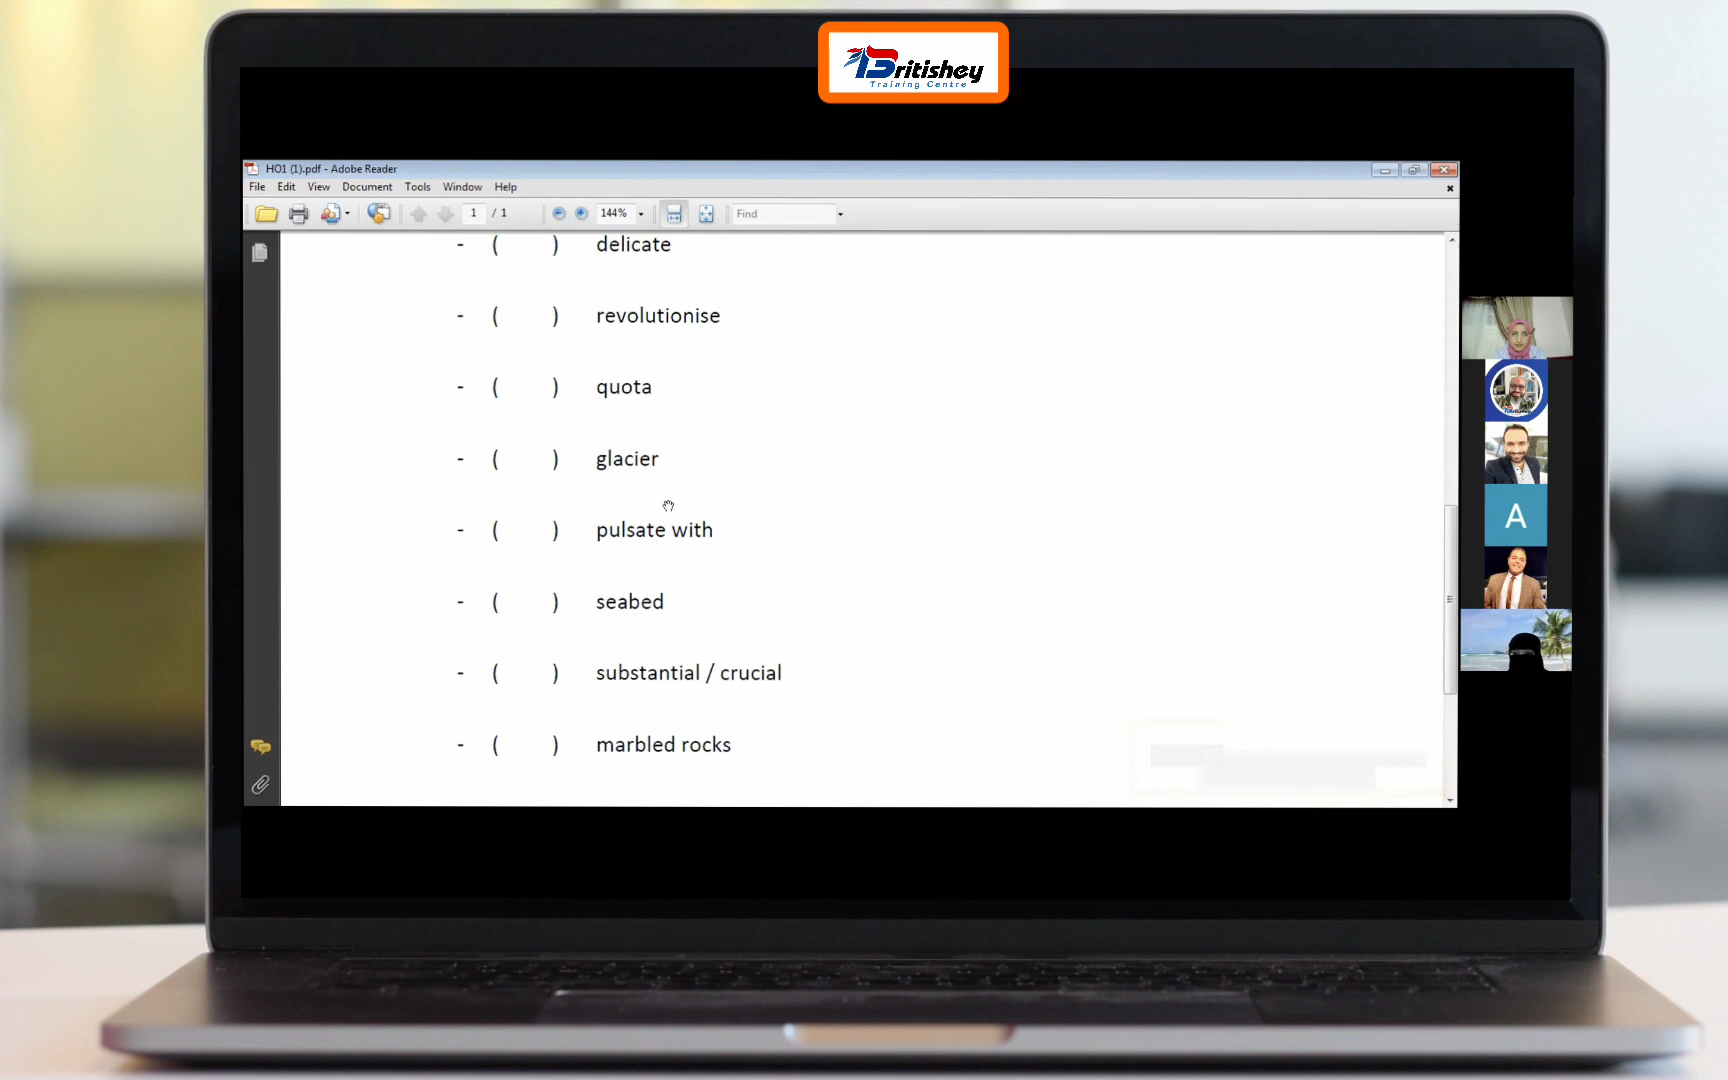 Britishey
Training Centre
HO1 (1).pdf - Adobe Reader
File Edit View Document Tools Window Help
1 / 1 144% Find
- ( ) delicate
- ( ) revolutionise
- ( ) quota
- ( ) glacier
- ( ) pulsate with
- ( ) seabed
- ( ) substantial / crucial
- ( ) marbled rocks
A